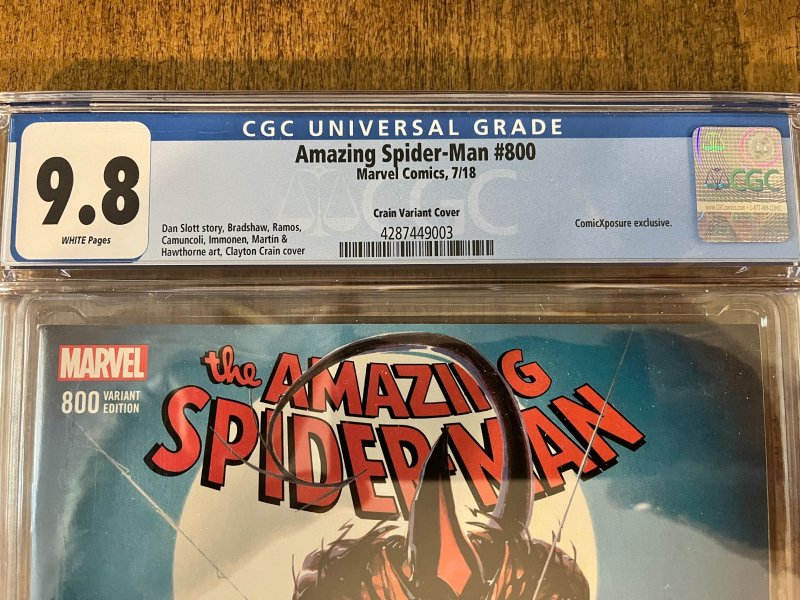 CGC UNIVERSAL GRADE
9.8
WHITE Pages
Amazing Spider-Man #800
Marvel Comics, 7/18
Crain Variant Cover
Dan Slott story, Bradshaw, Ramos,
Camuncoli, Immonen, Martin &
Hawthorne art, Clayton Crain cover
4287449003
ComicXposure exclusive.
CGC
CGC
MARVEL
800 VARIANT
EDITION
the AMAZING
SPIDER-MAN